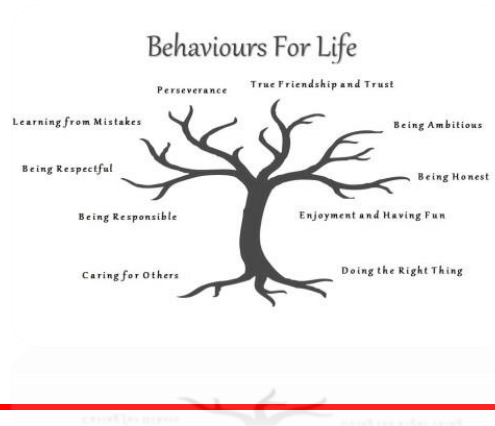 Behaviours For Life
Perseverance
True Friendship and Trust
Learning from Mistakes
Being Ambitious
Being Respectful
Being Honest
Being Responsible
Enjoyment and Having Fun
Caring for Others
Doing the Right Thing